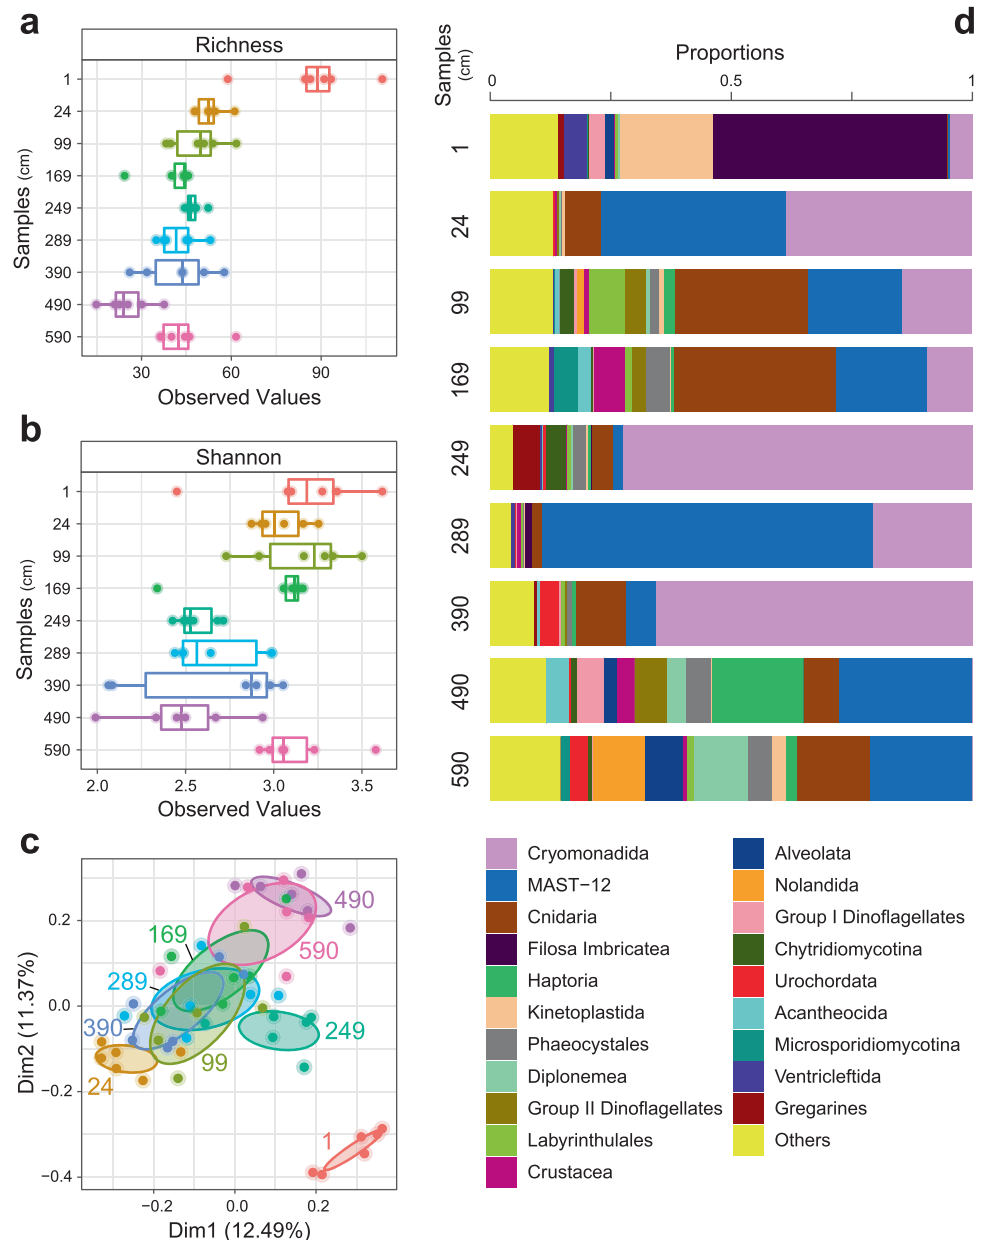 a
Richness
1
24
99
169
249
289
390
490
590
Samples (cm)
30 60 90
Observed Values
b
Shannon
1
24
99
169
249
289
390
490
590
Samples (cm)
2.0 2.5 3.0 3.5
Observed Values
c
490
590
169
289
390
249
99
24
1
0.2
0.0
−0.2
−0.4
Dim2 (11.37%)
−0.2 0.0 0.2
Dim1 (12.49%)
d
Samples
(cm)
Proportions
0 0.5 1
1
24
99
169
249
289
390
490
590
Cryomonadida
MAST−12
Cnidaria
Filosa Imbricatea
Haptoria
Kinetoplastida
Phaeocystales
Diplonemea
Group II Dinoflagellates
Labyrinthulales
Crustacea
Alveolata
Nolandida
Group I Dinoflagellates
Chytridiomycotina
Urochordata
Acantheocida
Microsporidiomycotina
Ventricleftida
Gregarines
Others